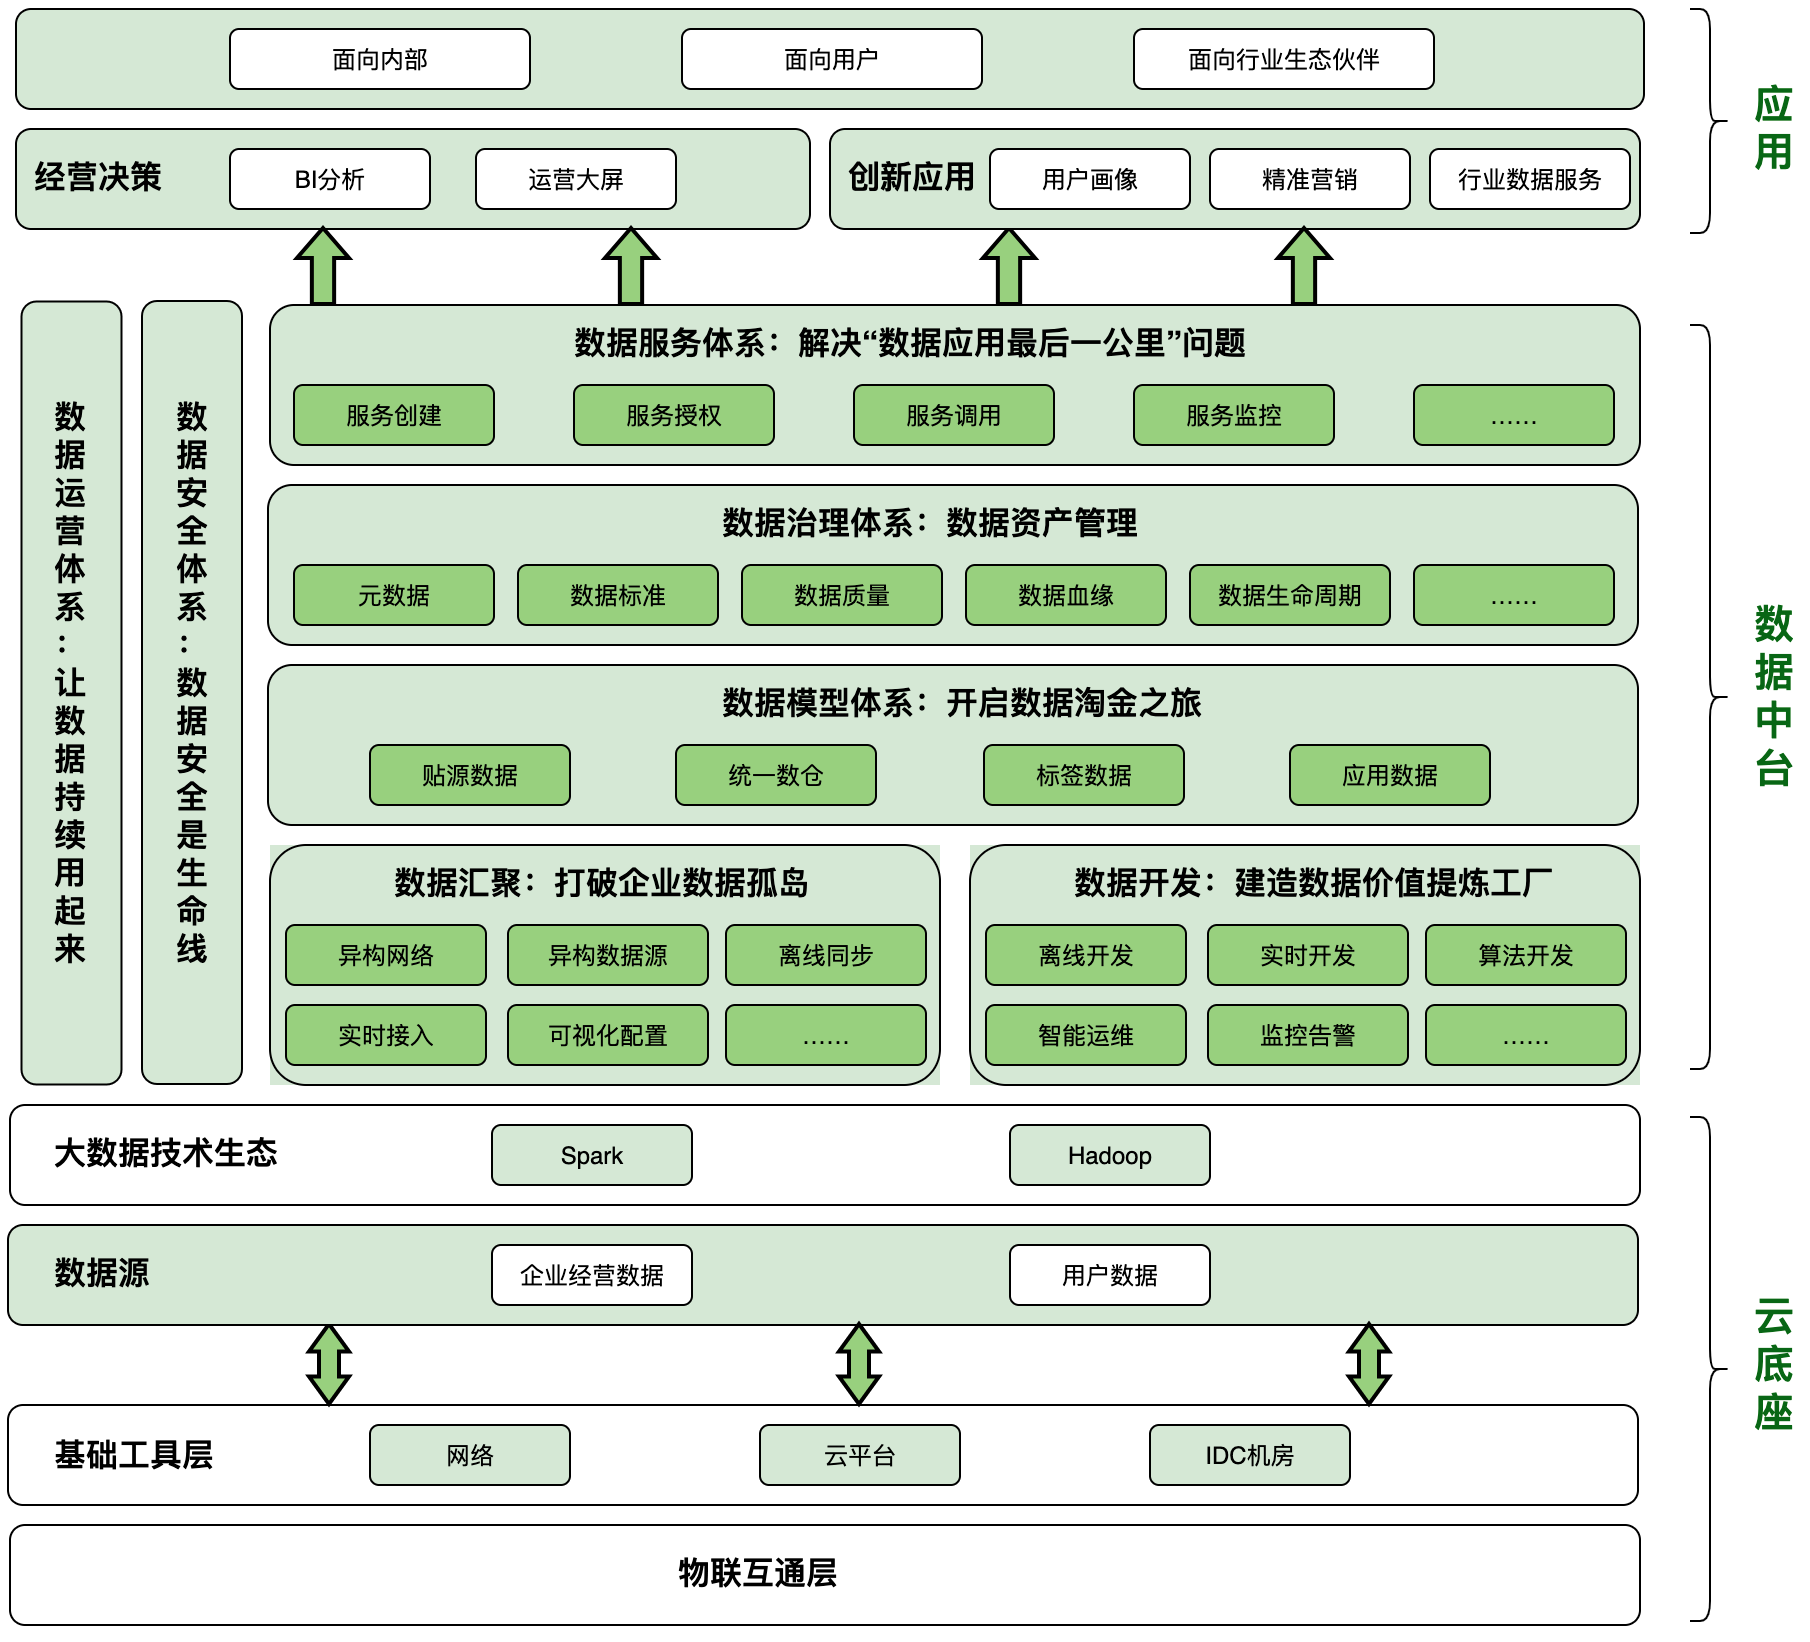 面向内部
面向用户
面向行业生态伙伴
应用
经营决策
BI分析
运营大屏
创新应用
用户画像
精准营销
行业数据服务
数据运营体系：让数据持续用起来
数据安全体系：数据安全是生命线
数据服务体系：解决“数据应用最后一公里”问题
服务创建
服务授权
服务调用
服务监控
……
数据治理体系：数据资产管理
元数据
数据标准
数据质量
数据血缘
数据生命周期
……
数据模型体系：开启数据淘金之旅
贴源数据
统一数仓
标签数据
应用数据
数据汇聚：打破企业数据孤岛
异构网络
异构数据源
离线同步
实时接入
可视化配置
……
数据开发：建造数据价值提炼工厂
离线开发
实时开发
算法开发
智能运维
监控告警
……
数据中台
大数据技术生态
Spark
Hadoop
数据源
企业经营数据
用户数据
基础工具层
网络
云平台
IDC机房
物联互通层
云底座